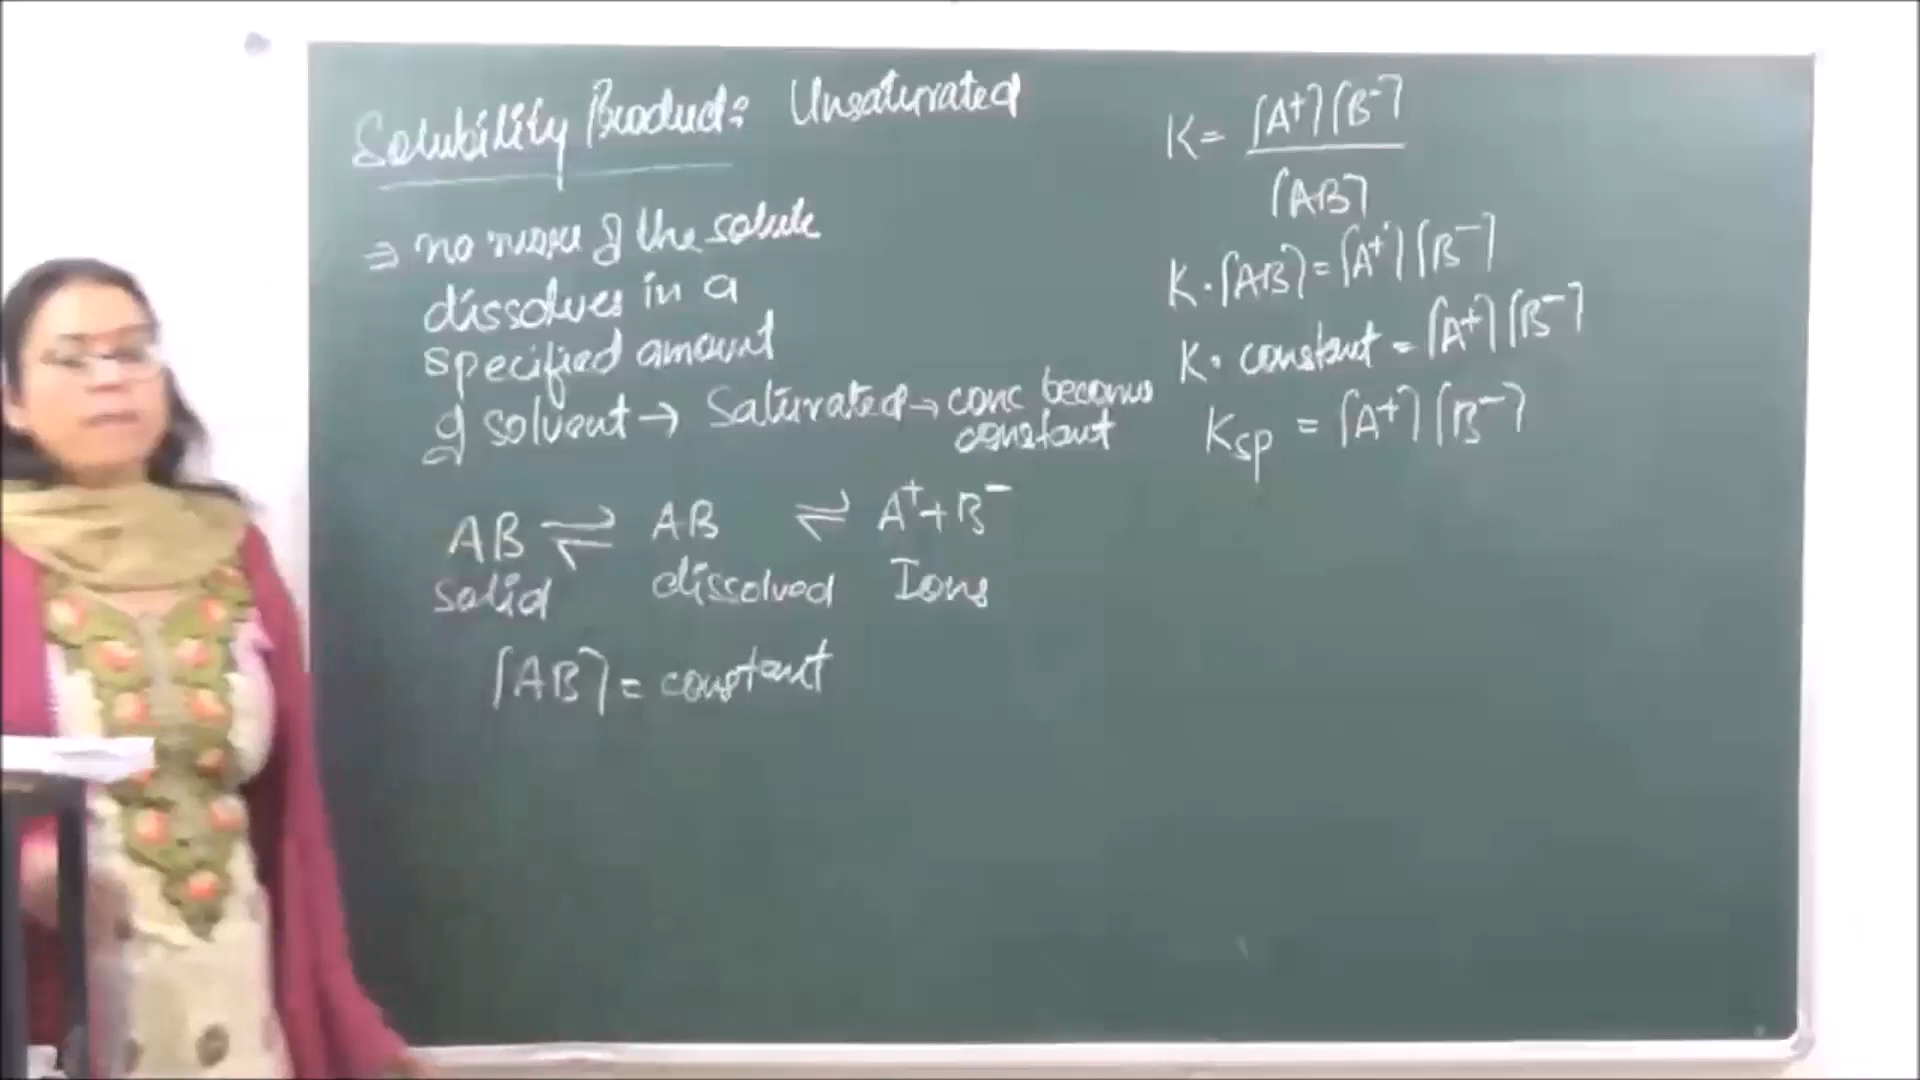 Solubility Product: Unsaturated
⇒ no more of the solute
dissolves in a
specified amount
of solvent → Saturated → conc becomes
constant
AB ⇌ AB ⇌ A⁺ + B⁻
solid dissolved Ions
[AB] = constant
K = [A⁺][B⁻]
[AB]
K·[AB] = [A⁺][B⁻]
K· constant = [A⁺][B⁻]
Ksp = [A⁺][B⁻]